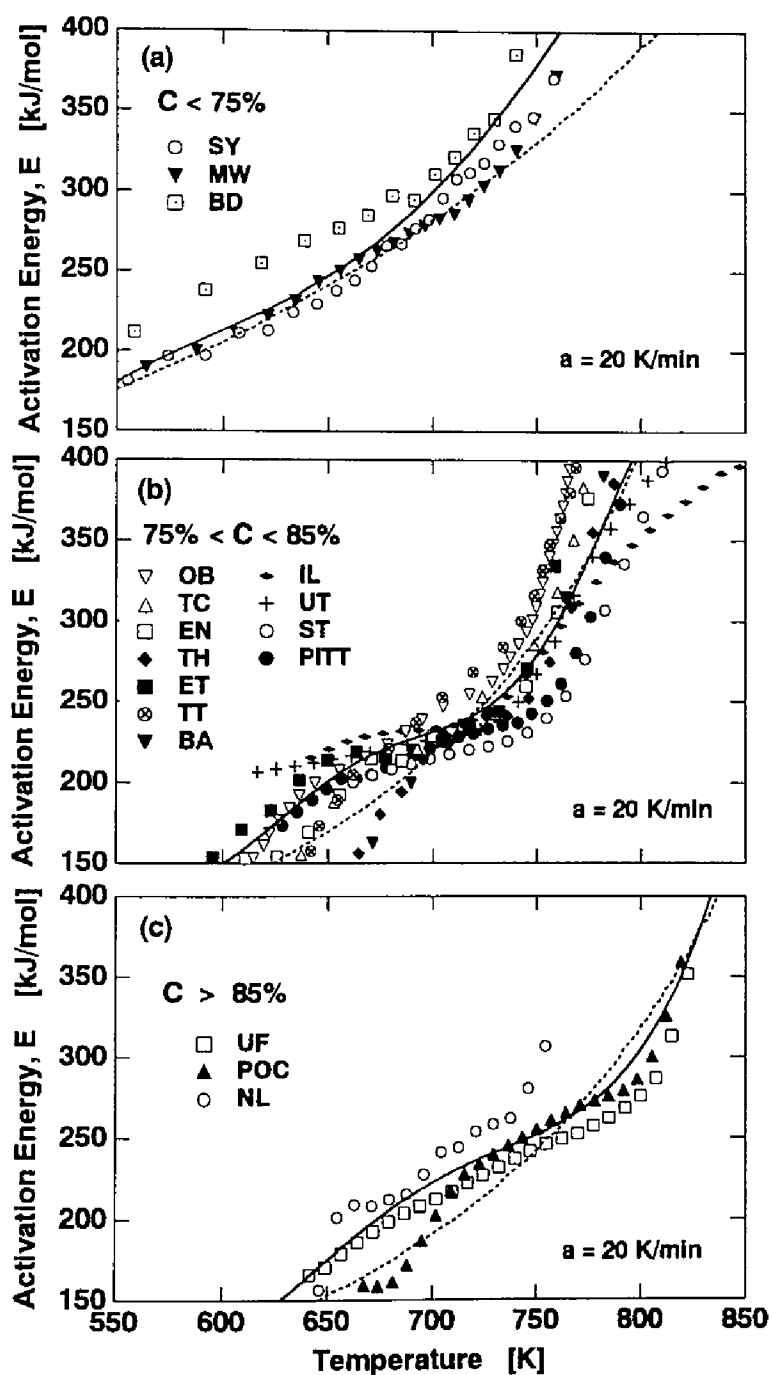 400
350
300
250
200
150
Activation Energy, E [kJ/mol]
(a)
C < 75%
SY
MW
BD
a = 20 K/min
400
350
300
250
200
150
Activation Energy, E [kJ/mol]
(b)
75% < C < 85%
OB IL
TC UT
EN ST
TH PITT
ET
TT
BA
a = 20 K/min
400
350
300
250
200
150
Activation Energy, E [kJ/mol]
(c)
C > 85%
UF
POC
NL
a = 20 K/min
550 600 650 700 750 800 850
Temperature [K]